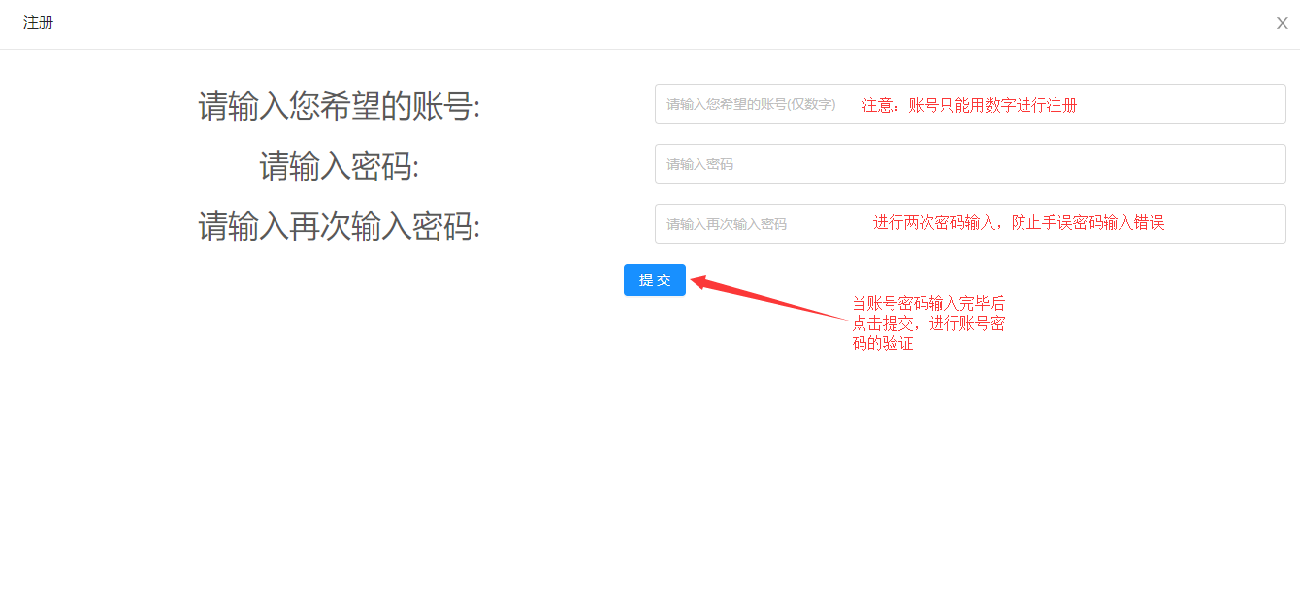 注册
X
请输入您希望的账号:
请输入您希望的账号(仅数字)
注意：账号只能用数字进行注册
请输入密码:
请输入密码
请输入再次输入密码:
请输入再次输入密码
进行两次密码输入，防止手误密码输入错误
提 交
当账号密码输入完毕后
点击提交，进行账号密
码的验证